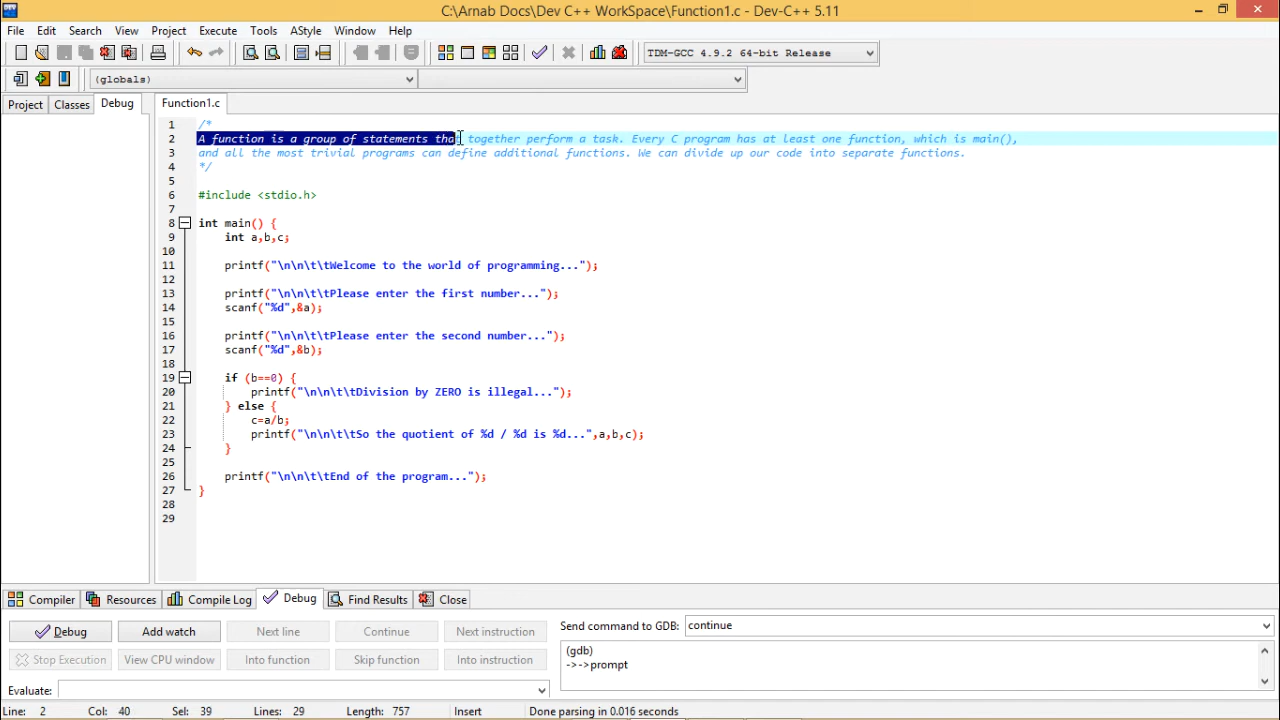 C:\Arnab Docs\Dev C++ WorkSpace\Function1.c - Dev-C++ 5.11
File Edit Search View Project Execute Tools AStyle Window Help
TDM-GCC 4.9.2 64-bit Release
(globals)
Project Classes Debug Function1.c
1 /*
2 A function is a group of statements that together perform a task. Every C program has at least one function, which is main(),
3 and all the most trivial programs can define additional functions. We can divide up our code into separate functions.
4 */
5
6 #include <stdio.h>
7
8 int main() {
9 int a,b,c;
10
11 printf("\n\n\t\tWelcome to the world of programming...");
12
13 printf("\n\n\t\tPlease enter the first number...");
14 scanf("%d",&a);
15
16 printf("\n\n\t\tPlease enter the second number...");
17 scanf("%d",&b);
18
19 if (b==0) {
20 printf("\n\n\t\tDivision by ZERO is illegal...");
21 } else {
22 c=a/b;
23 printf("\n\n\t\tSo the quotient of %d / %d is %d...",a,b,c);
24 }
25
26 printf("\n\n\t\tEnd of the program...");
27 }
28
29
Compiler Resources Compile Log Debug Find Results Close
Debug Add watch Next line Continue Next instruction Send command to GDB: continue
Stop Execution View CPU window Into function Skip function Into instruction
(gdb)
->->prompt
Evaluate:
Line: 2 Col: 40 Sel: 39 Lines: 29 Length: 757 Insert Done parsing in 0.016 seconds